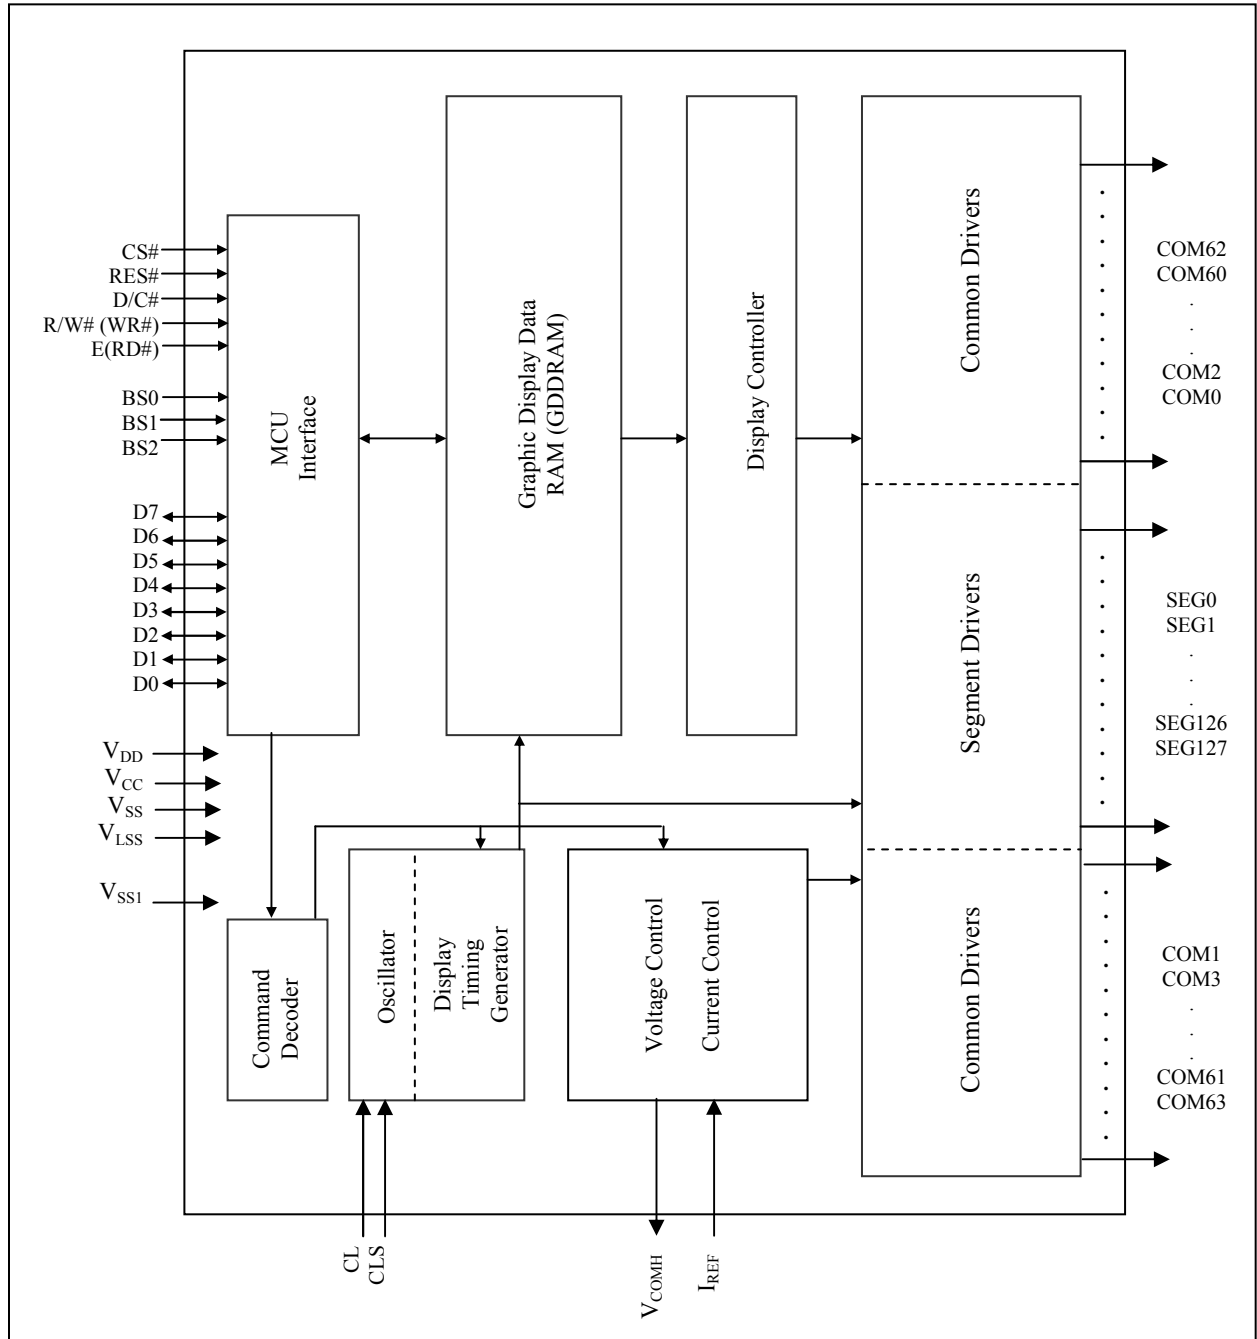 CS#
RES#
D/C#
R/W# (WR#)
E(RD#)
BS0
BS1
BS2
D7
D6
D5
D4
D3
D2
D1
D0
VDD
VCC
VSS
VLSS
VSS1
MCU
Interface
Graphic Display Data
RAM (GDDRAM)
Display Controller
Common Drivers
Segment Drivers
Common Drivers
Command
Decoder
Oscillator
Display
Timing
Generator
Voltage Control
Current Control
CL
CLS
VCOMH
IREF
COM62
COM60
.
.
.
COM2
COM0
SEG0
SEG1
.
.
.
SEG126
SEG127
COM1
COM3
.
.
.
COM61
COM63